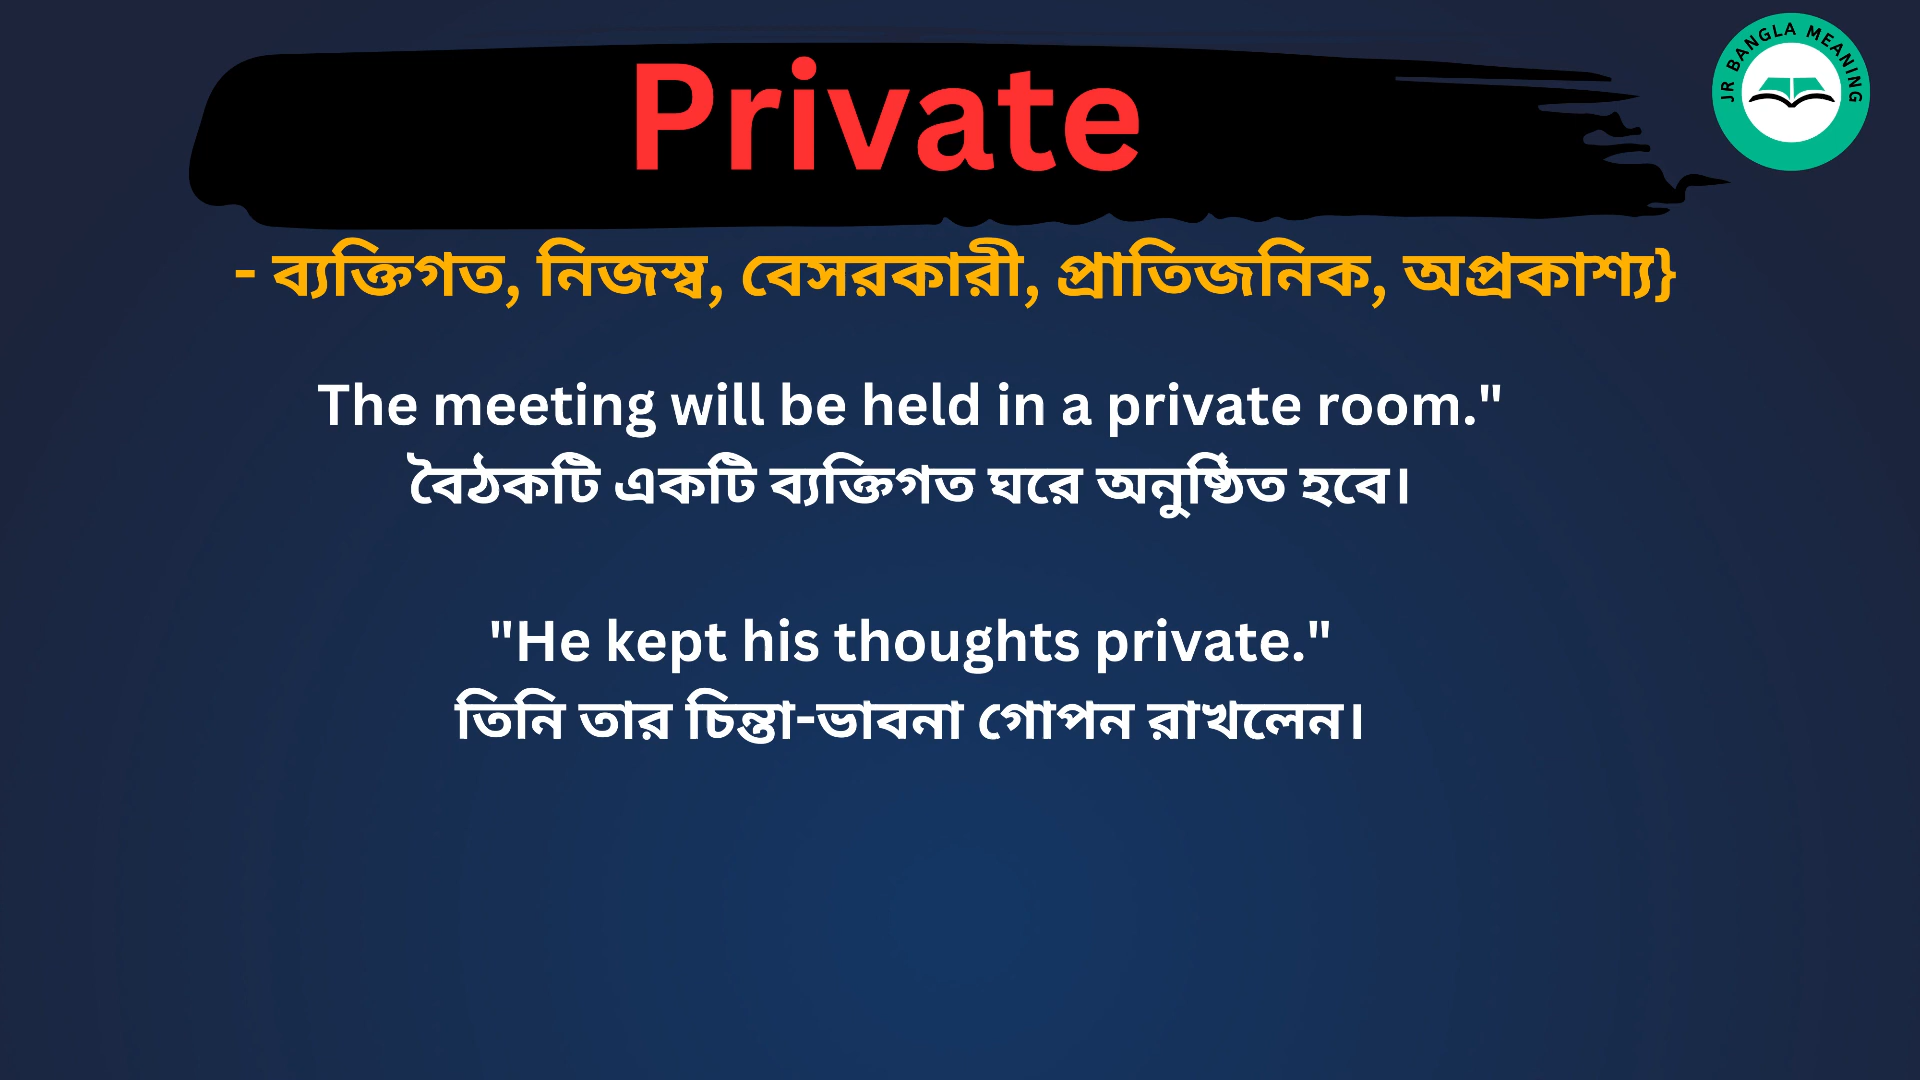 Private
JR BANGLA MEANING
- ব্যক্তিগত, নিজস্ব, বেসরকারী, প্রাতিজনিক, অপ্রকাশ্য}
The meeting will be held in a private room."
বৈঠকটি একটি ব্যক্তিগত ঘরে অনুষ্ঠিত হবে।
"He kept his thoughts private."
তিনি তার চিন্তা-ভাবনা গোপন রাখলেন।